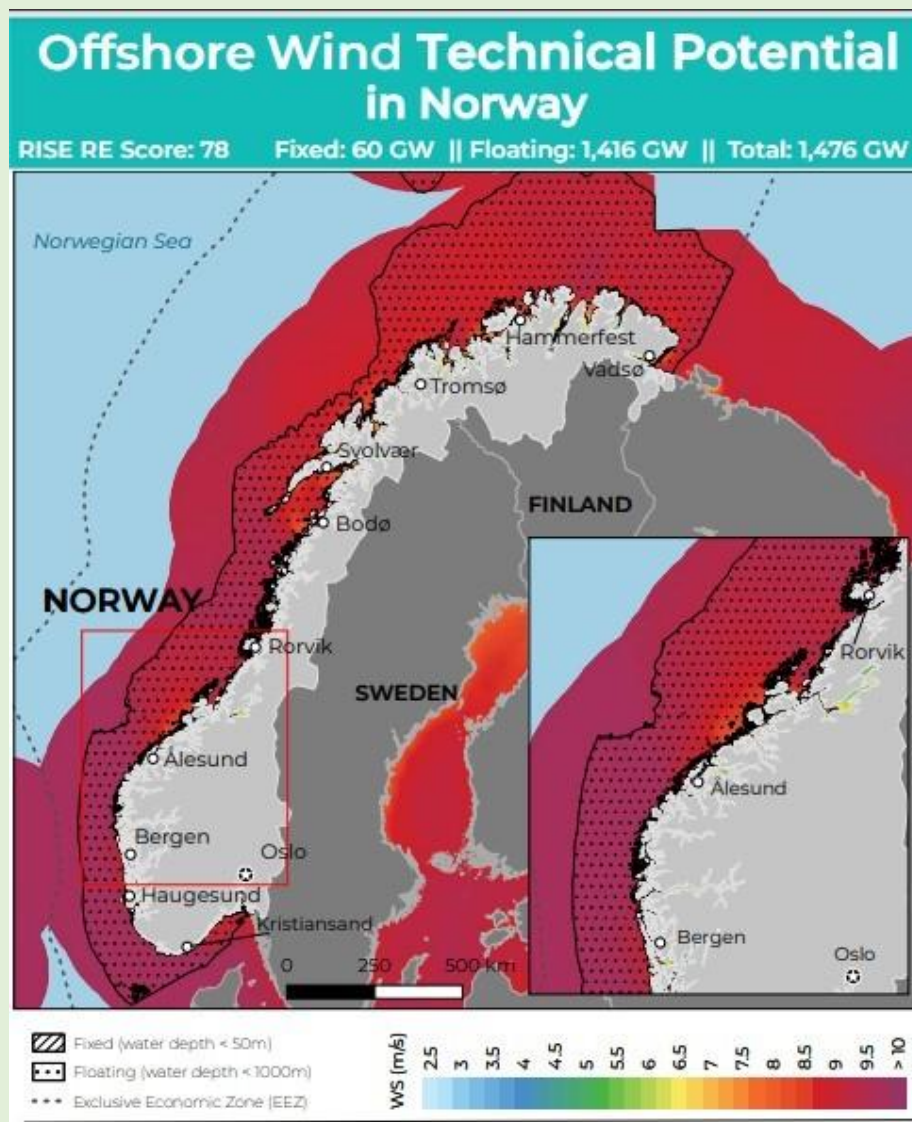 Offshore Wind Technical Potential
in Norway
RISE RE Score: 78 Fixed: 60 GW || Floating: 1,416 GW || Total: 1,476 GW
Norwegian Sea
Hammerfest
Vadsø
Tromsø
Svolvær
FINLAND
Bodø
NORWAY
Rorvik
SWEDEN
Ålesund
Bergen
Oslo
Haugesund
Kristiansand
0 250 500 km
Rorvik
Ålesund
Bergen
Oslo
Fixed (water depth < 50m)
Floating (water depth < 1000m)
Exclusive Economic Zone (EEZ)
WS (m/s)
2.5 3 3.5 4 4.5 5 5.5 6 6.5 7 7.5 8 8.5 9 9.5 > 10